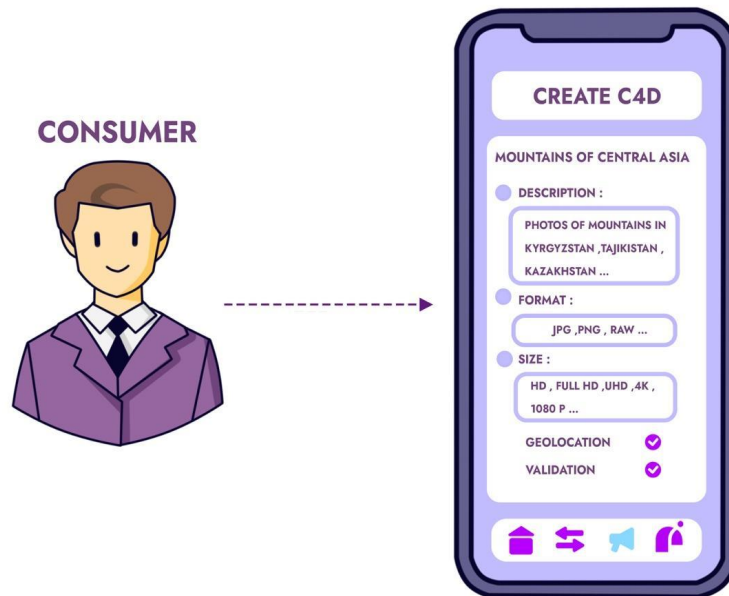 CONSUMER
CREATE C4D
MOUNTAINS OF CENTRAL ASIA
DESCRIPTION :
PHOTOS OF MOUNTAINS IN
KYRGYZSTAN ,TAJIKISTAN ,
KAZAKHSTAN ...
FORMAT :
JPG ,PNG , RAW ...
SIZE :
HD , FULL HD ,UHD ,4K ,
1080 P ...
GEOLOCATION
VALIDATION